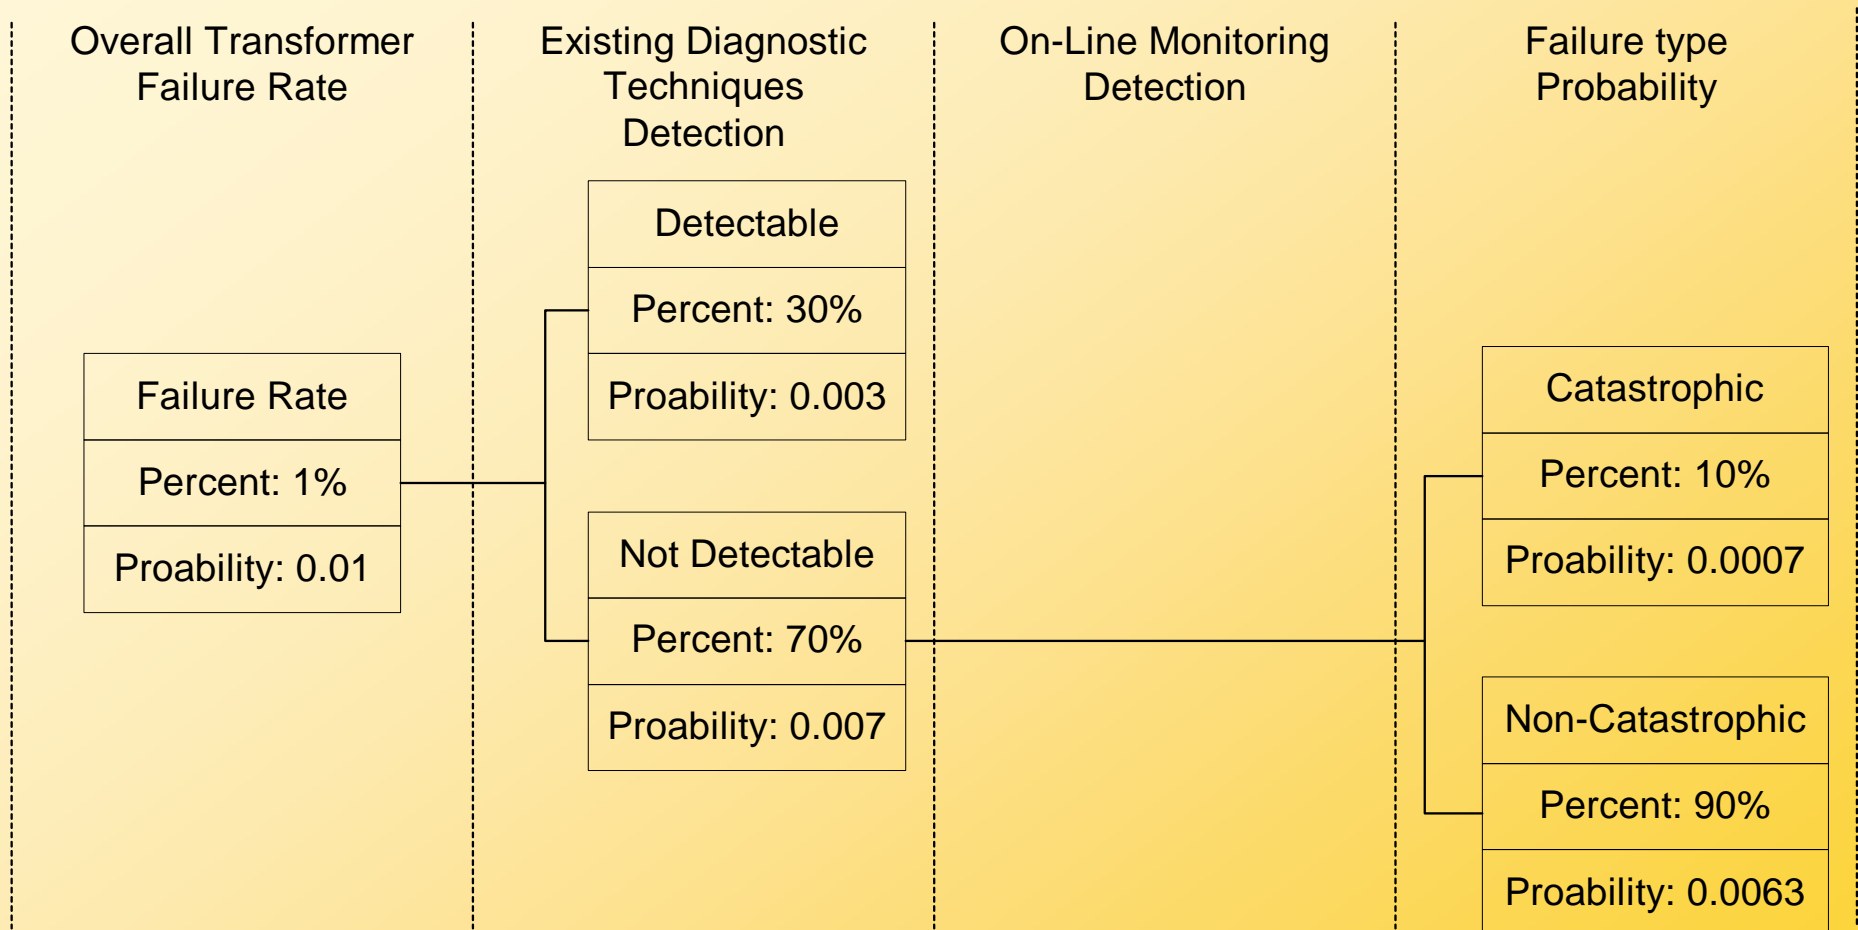 Overall Transformer
Failure Rate
Existing Diagnostic
Techniques
Detection
On-Line Monitoring
Detection
Failure type
Probability
Failure Rate
Percent: 1%
Proability: 0.01
Detectable
Percent: 30%
Proability: 0.003
Not Detectable
Percent: 70%
Proability: 0.007
Catastrophic
Percent: 10%
Proability: 0.0007
Non-Catastrophic
Percent: 90%
Proability: 0.0063